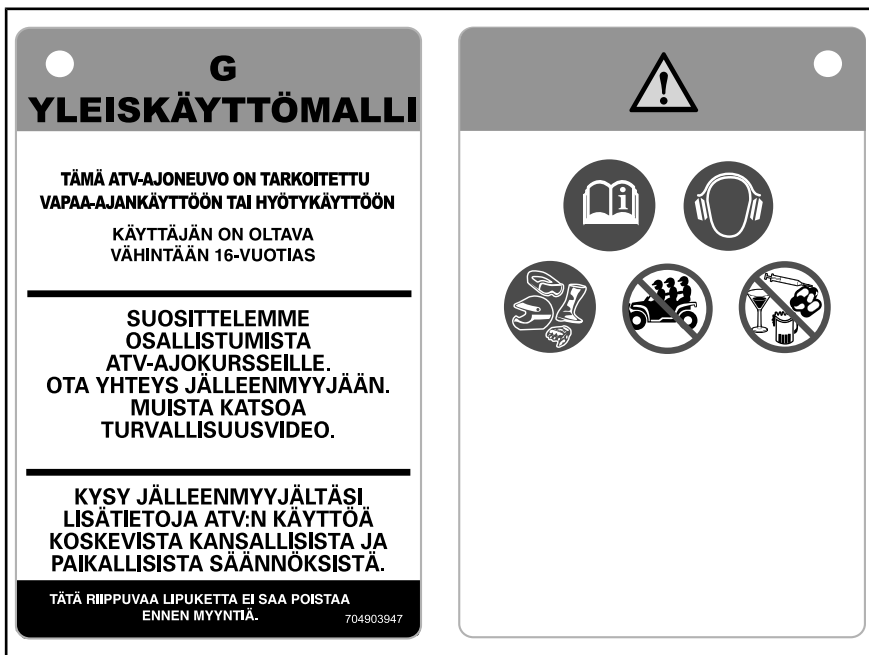 G
YLEISKÄYTTÖMALLI
TÄMÄ ATV-AJONEUVO ON TARKOITETTU
VAPAA-AJANKÄYTTÖÖN TAI HYÖTYKÄYTTÖÖN
KÄYTTÄJÄN ON OLTAVA
VÄHINTÄÄN 16-VUOTIAS
SUOSITTELEMME
OSALLISTUMISTA
ATV-AJOKURSSEILLE.
OTA YHTEYS JÄLLEENMYYJÄÄN.
MUISTA KATSOA
TURVALLISUUSVIDEO.
KYSY JÄLLEENMYYJÄLTÄSI
LISÄTIETOJA ATV:N KÄYTTÖÄ
KOSKEVISTA KANSALLISISTA JA
PAIKALLISISTA SÄÄNNÖKSISTÄ.
TÄTÄ RIIPPUVAA LIPUKETTA EI SAA POISTAA
ENNEN MYYNTIÄ.
704903947